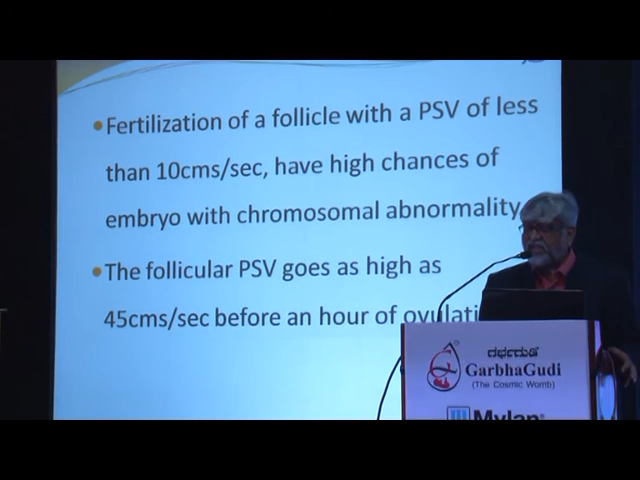 •Fertilization of a follicle with a PSV of less
than 10cms/sec, have high chances of
embryo with chromosomal abnormality
•The follicular PSV goes as high as
45cms/sec before an hour of
ಗರ್ಭಗುಡಿ
GarbhaGudi
(The Cosmic Womb)
Mylan